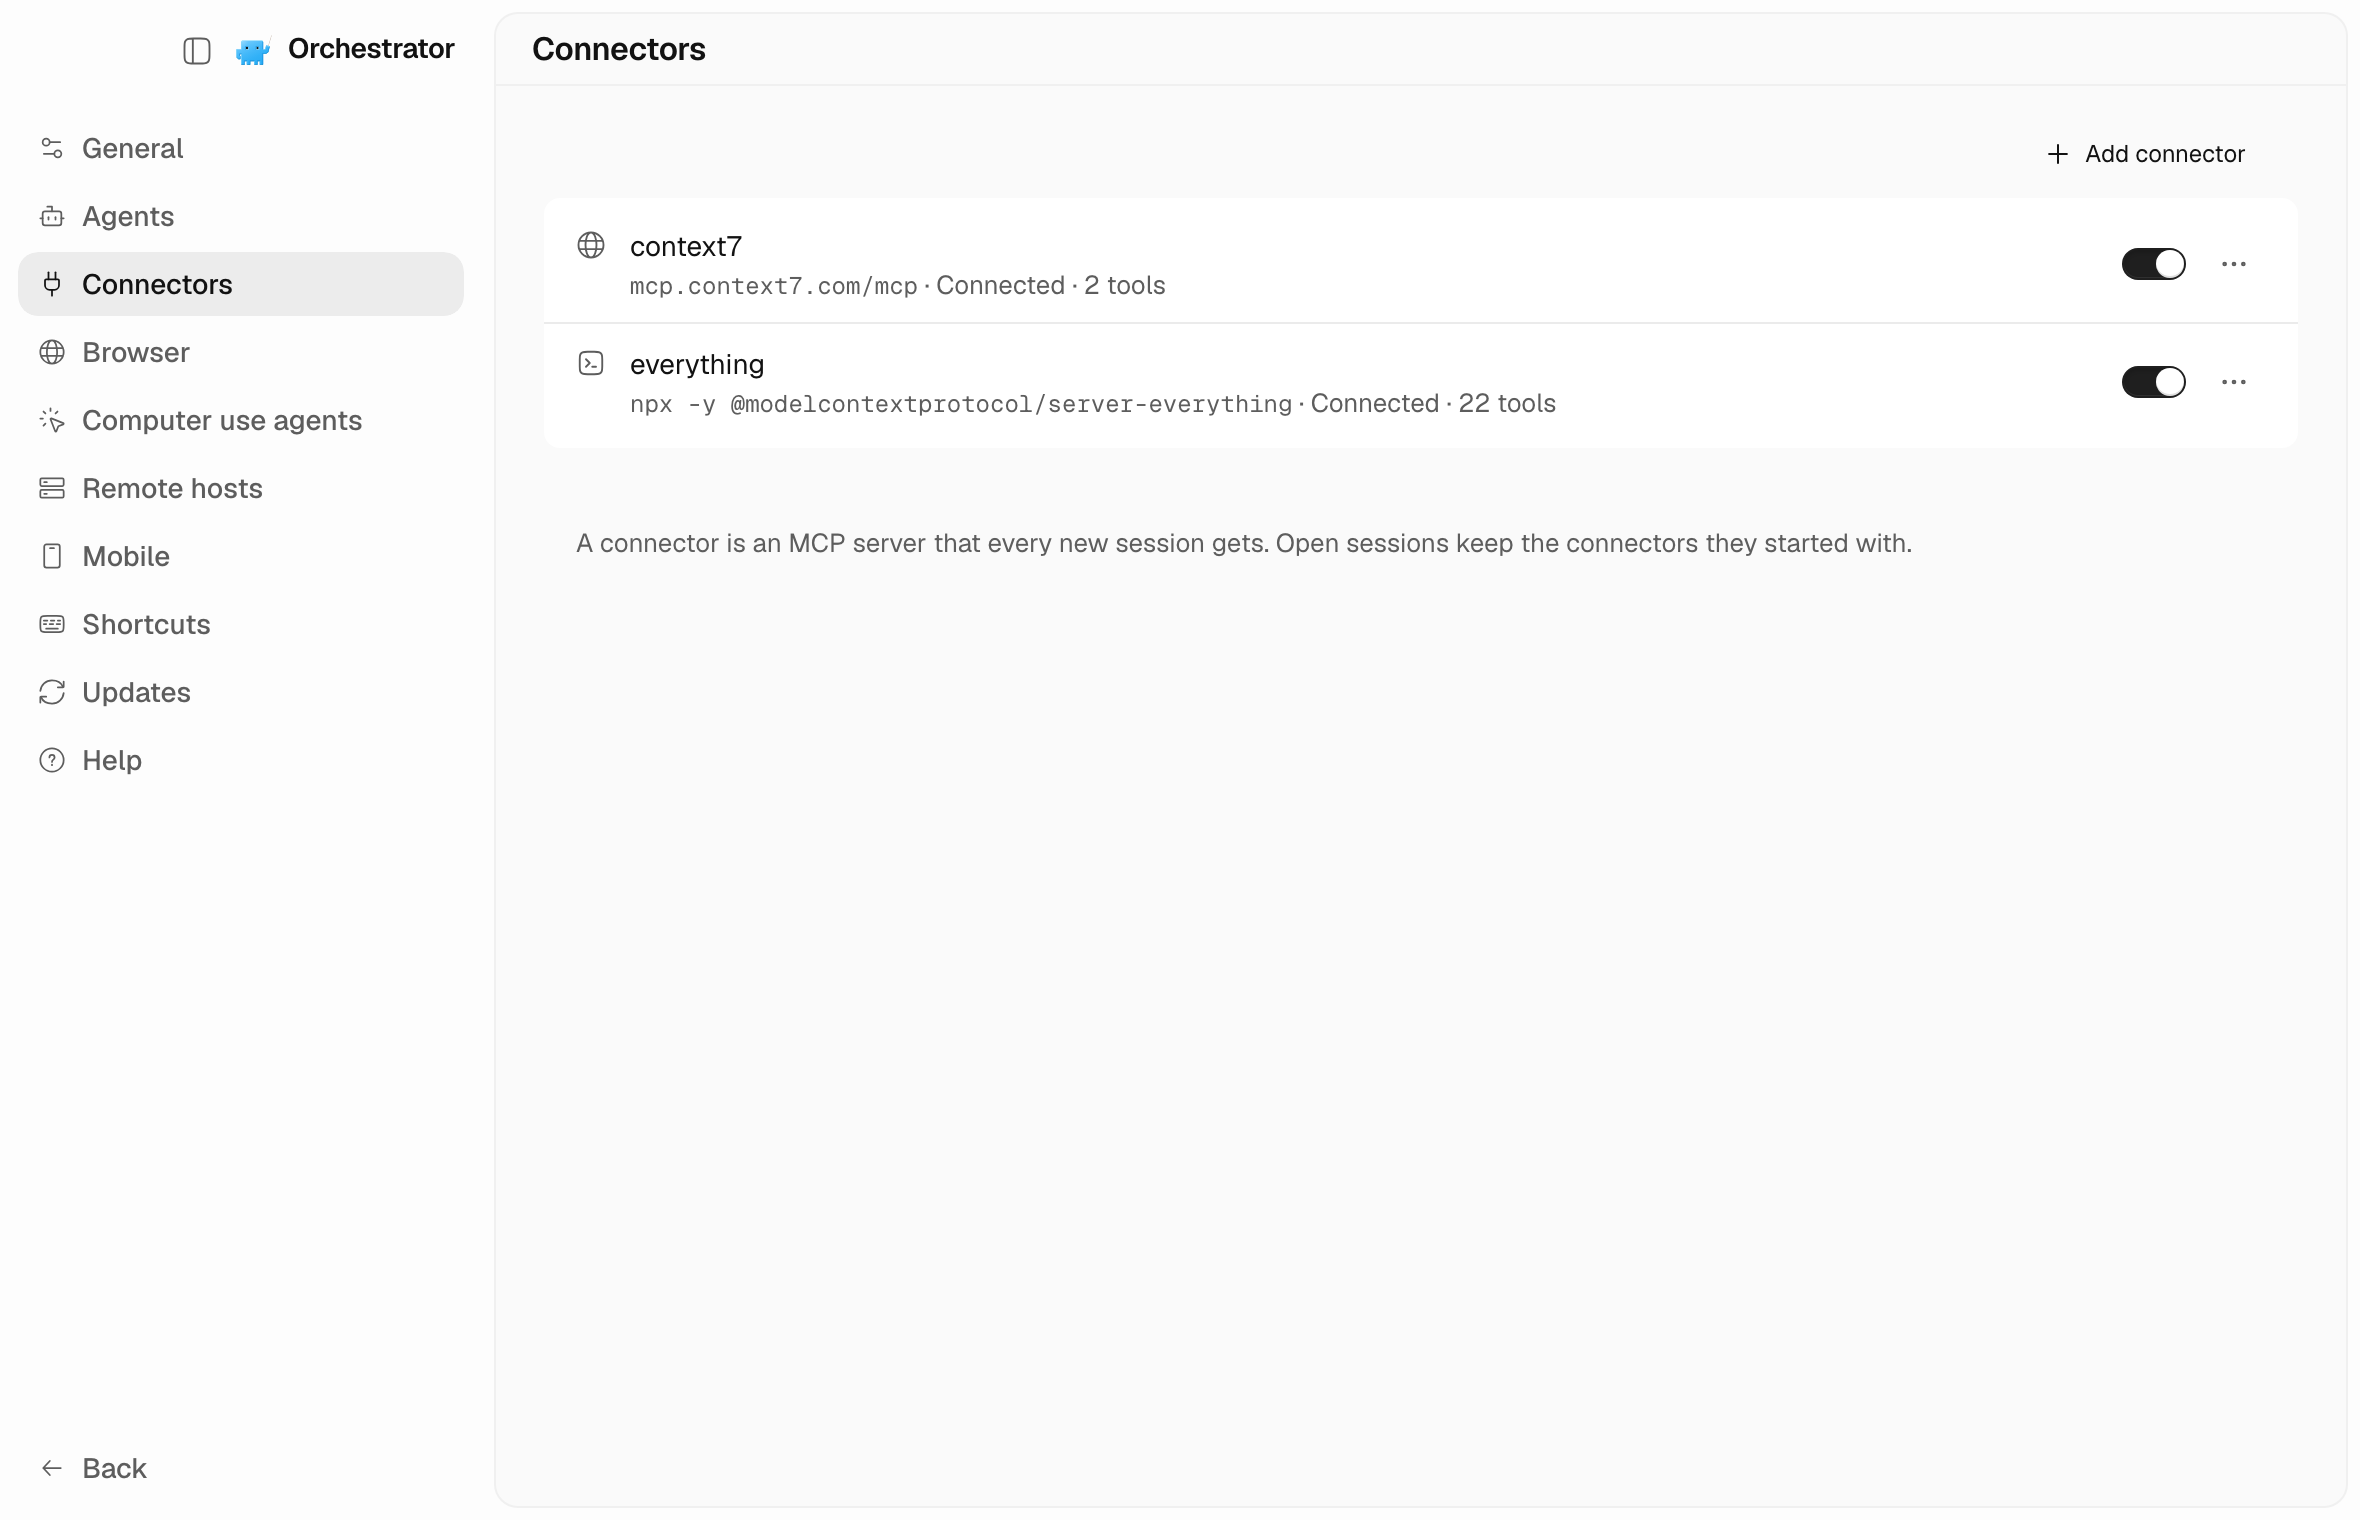 Orchestrator
General
Agents
Connectors
Browser
Computer use agents
Remote hosts
Mobile
Shortcuts
Updates
Help
Back
Connectors
Add connector
context7
mcp.context7.com/mcp · Connected · 2 tools
everything
npx -y @modelcontextprotocol/server-everything · Connected · 22 tools
A connector is an MCP server that every new session gets. Open sessions keep the connectors they started with.